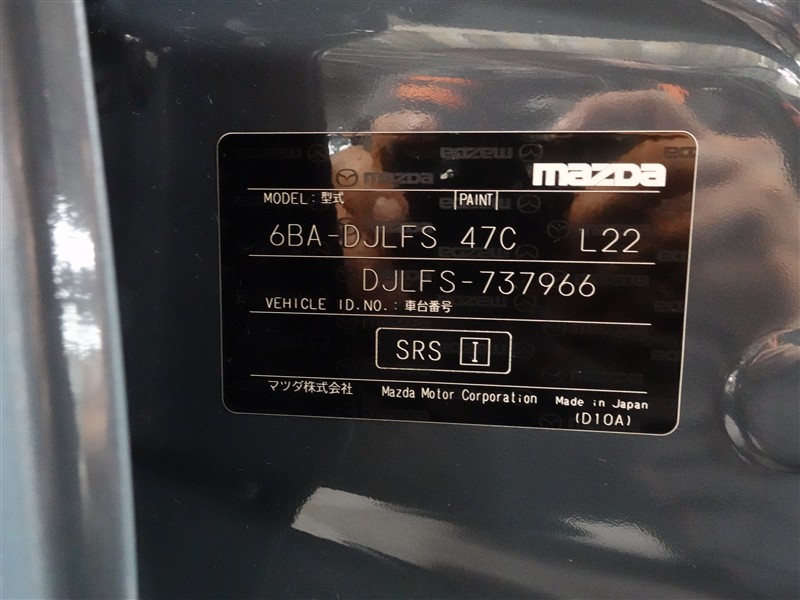 mazda
MODEL: 型式 PAINT
6BA-DJLFS 47C L22
DJLFS-737966
VEHICLE ID.NO.: 車台番号
SRS I
マツダ株式会社 Mazda Motor Corporation Made in Japan
(D10A)